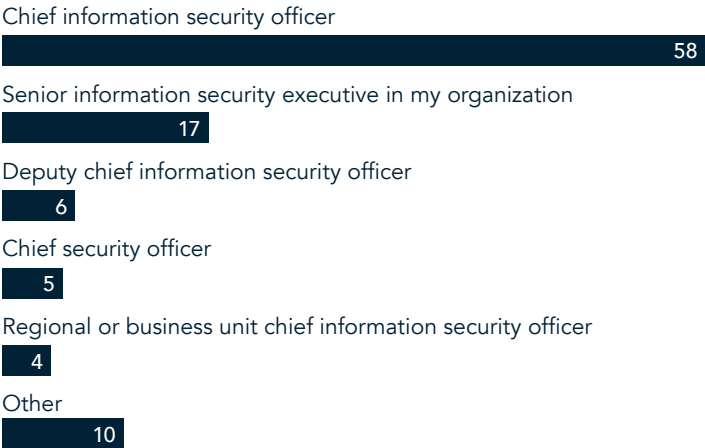 Chief information security officer
58
Senior information security executive in my organization
17
Deputy chief information security officer
6
Chief security officer
5
Regional or business unit chief information security officer
4
Other
10